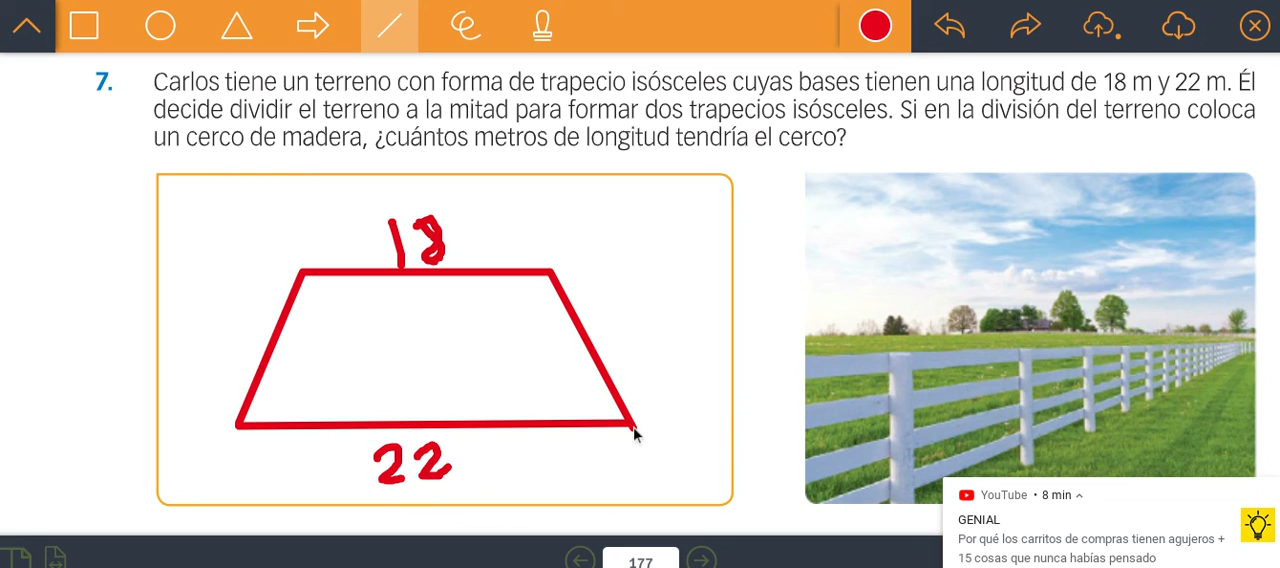 7. Carlos tiene un terreno con forma de trapecio isósceles cuyas bases tienen una longitud de 18 m y 22 m. Él
decide dividir el terreno a la mitad para formar dos trapecios isósceles. Si en la división del terreno coloca
un cerco de madera, ¿cuántos metros de longitud tendría el cerco?
18
22
YouTube • 8 min
GENIAL
Por qué los carritos de compras tienen agujeros +
15 cosas que nunca habías pensado
177